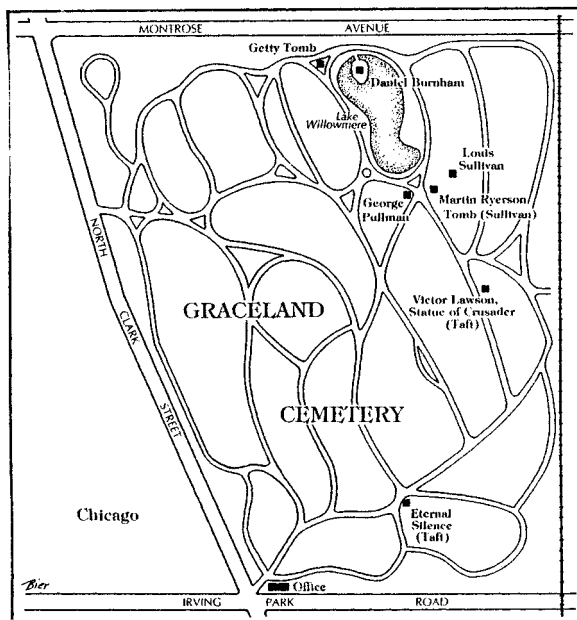 MONTROSE AVENUE
Getty Tomb
Daniel Burnham
Lake
Willowmere
Louis
Sullivan
George
Pullman
Martin Ryerson
Tomb (Sullivan)
Victor Lawson,
Statue of Crusader
(Taft)
GRACELAND
CEMETERY
NORTH CLARK STREET
Chicago
Eternal
Silence
(Taft)
Office
Bier
IRVING PARK ROAD